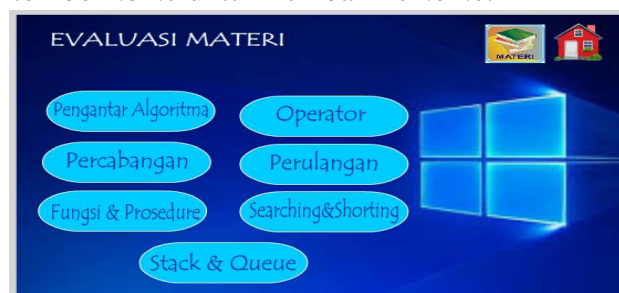 EVALUASI MATERI
MATERI
Pengantar Algoritma
Operator
Percabangan
Perulangan
Fungsi & Prosedure
Searching&Shorting
Stack & Queue